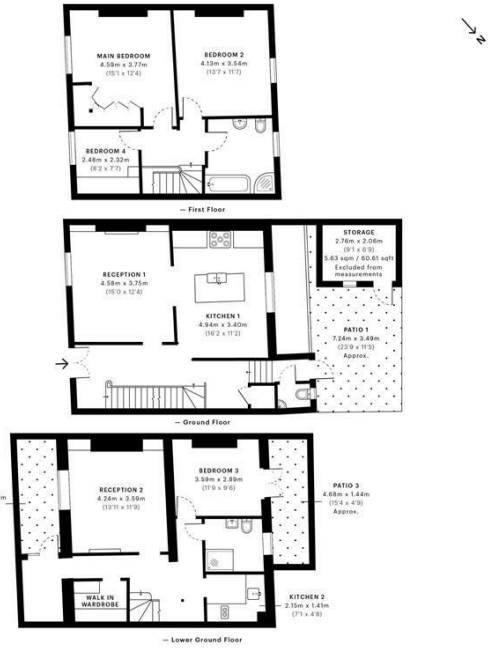 N
MAIN BEDROOM
4.59m x 3.77m
(15'1 x 12'4)
BEDROOM 2
4.13m x 3.54m
(13'7 x 11'7)
BEDROOM 4
2.48m x 2.32m
(8'2 x 7'7)
— First Floor
RECEPTION 1
4.58m x 3.75m
(15'0 x 12'4)
KITCHEN 1
4.94m x 3.40m
(16'2 x 11'2)
STORAGE
2.76m x 2.06m
(9'1 x 6'9)
5.63 sqm / 60.61 sqft
Excluded from
measurements
PATIO 1
7.24m x 3.49m
(23'9 x 11'5)
Approx.
— Ground Floor
RECEPTION 2
4.24m x 3.59m
(13'11 x 11'9)
BEDROOM 3
3.59m x 2.89m
(11'9 x 9'6)
PATIO 3
4.68m x 1.44m
(15'4 x 4'9)
Approx.
WALK IN
WARDROBE
KITCHEN 2
2.15m x 1.41m
(7'1 x 4'8)
— Lower Ground Floor